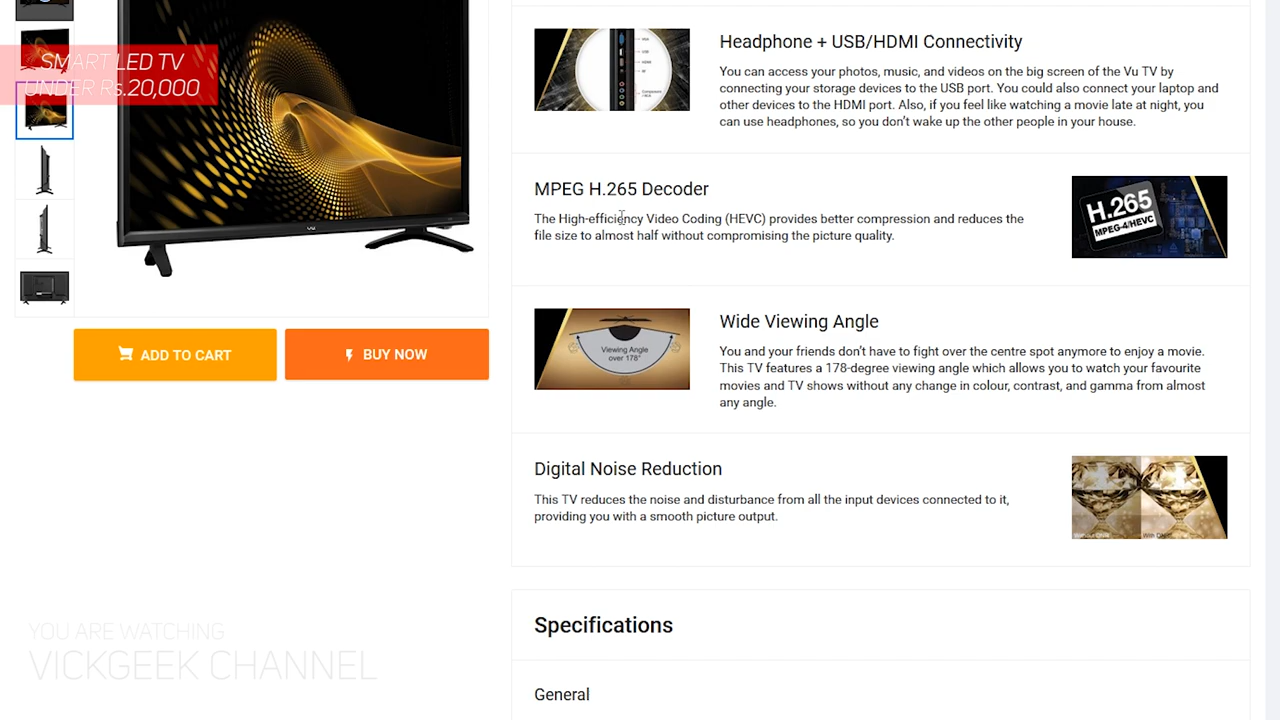 SMART LED TV
UNDER Rs.20,000
Vu
ADD TO CART
BUY NOW
YOU ARE WATCHING
VICKGEEK CHANNEL
Headphone + USB/HDMI Connectivity
You can access your photos, music, and videos on the big screen of the Vu TV by
connecting your storage devices to the USB port. You could also connect your laptop and
other devices to the HDMI port. Also, if you feel like watching a movie late at night, you
can use headphones, so you don’t wake up the other people in your house.
MPEG H.265 Decoder
The High-efficiency Video Coding (HEVC) provides better compression and reduces the
file size to almost half without compromising the picture quality.
H.265
MPEG-4/HEVC
Viewing Angle
over 178°
Wide Viewing Angle
You and your friends don’t have to fight over the centre spot anymore to enjoy a movie.
This TV features a 178-degree viewing angle which allows you to watch your favourite
movies and TV shows without any change in colour, contrast, and gamma from almost
any angle.
Digital Noise Reduction
This TV reduces the noise and disturbance from all the input devices connected to it,
providing you with a smooth picture output.
Specifications
General